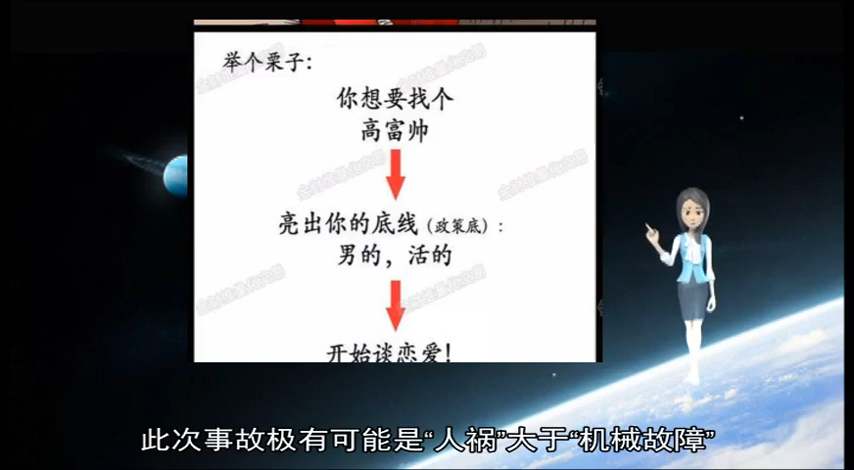 举个栗子：
你想要找个
高富帅
亮出你的底线（政策底）：
男的，活的
开始谈恋爱！
此次事故极有可能是“人祸”大于“机械故障”